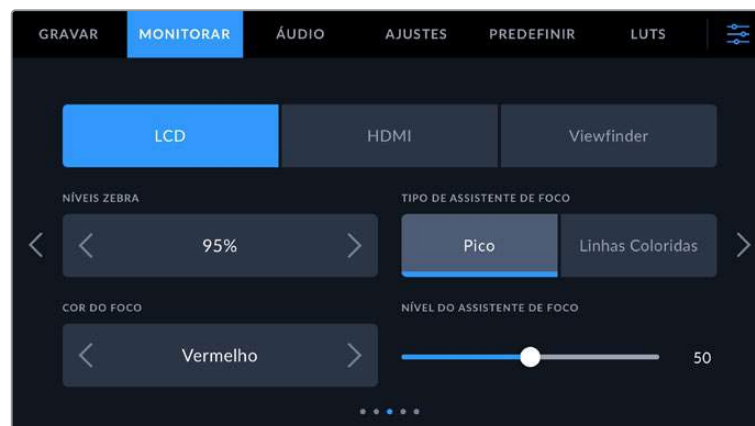 GRAVAR MONITORAR ÁUDIO AJUSTES PREDEFINIR LUTS
LCD HDMI Viewfinder
NÍVEIS ZEBRA TIPO DE ASSISTENTE DE FOCO
95% Pico Linhas Coloridas
COR DO FOCO NÍVEL DO ASSISTENTE DE FOCO
Vermelho 50